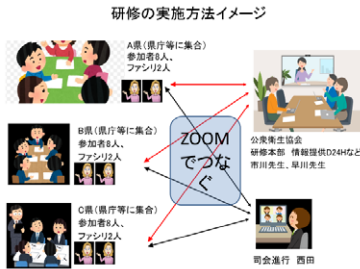 研修の実施方法イメージ
A県(県庁等に集合)
参加者8人、
ファシリ2人
B県(県庁等に集合)
参加者8人、
ファシリ2人
C県(県庁等に集合)
参加者8人、
ファシリ2人
ZOOM
でつな
ぐ
公衆衛生協会
研修本部 情報提供D24Hなど
市川先生、早川先生
司会進行 西田